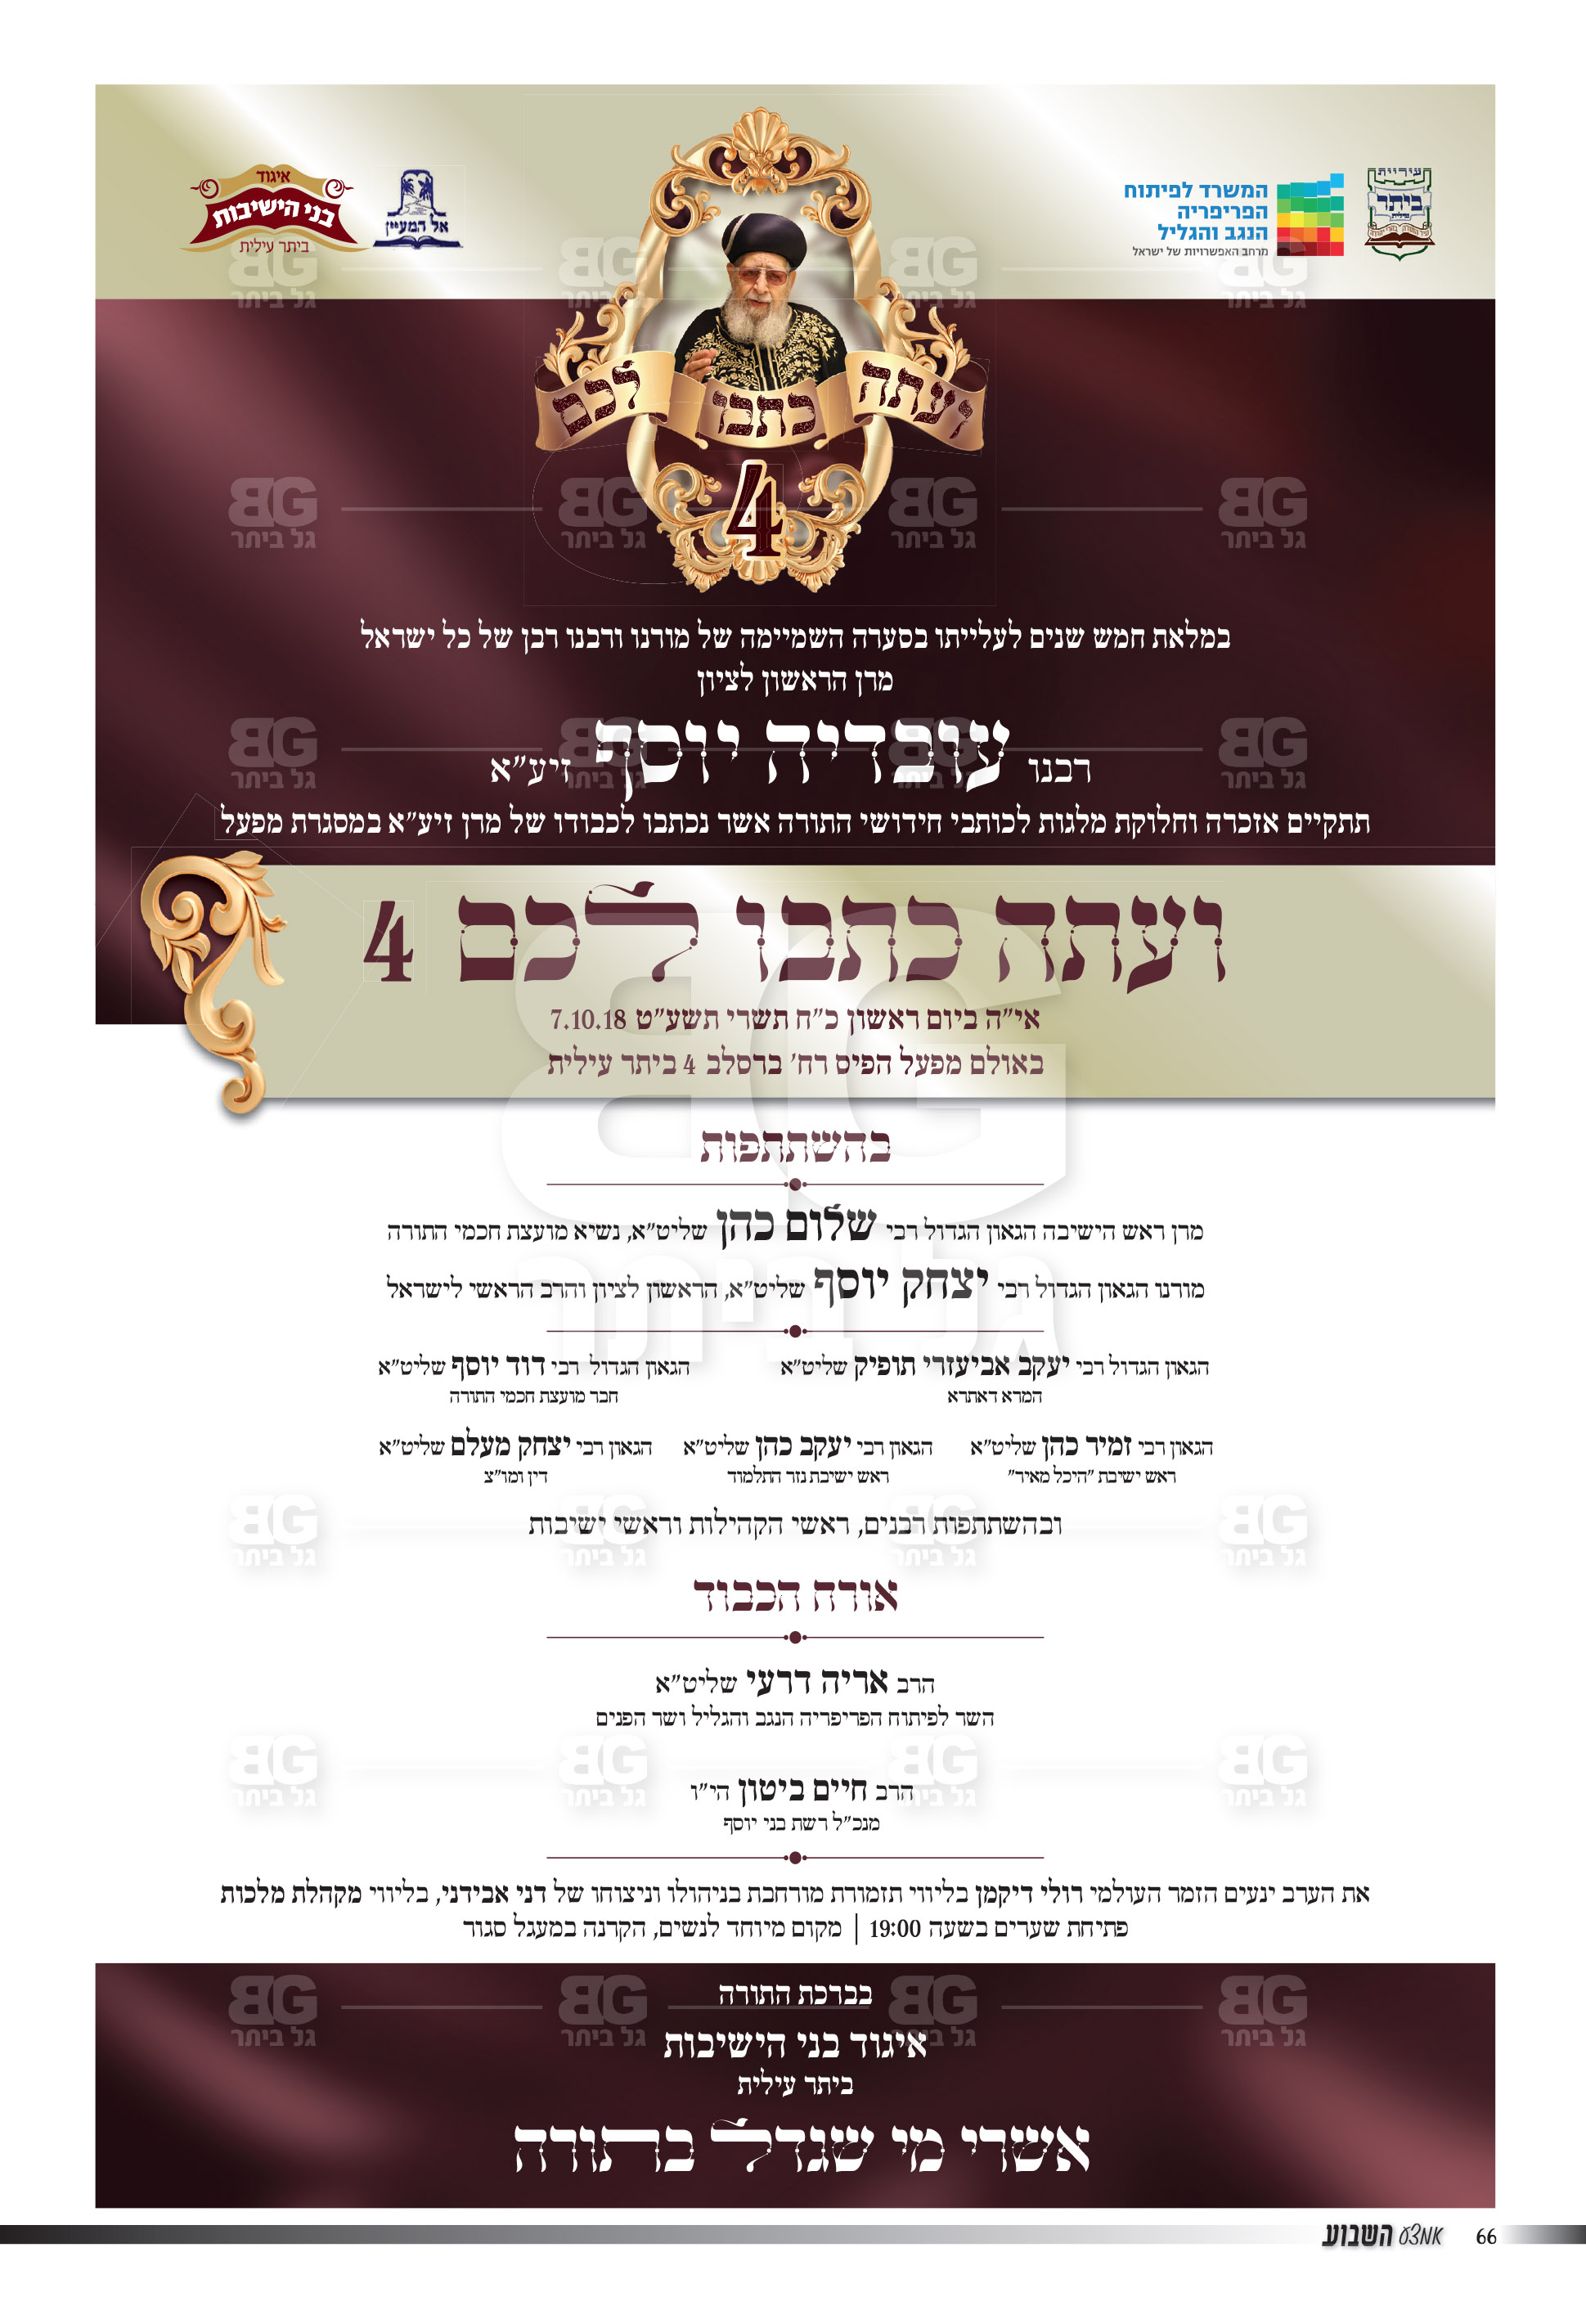 עיריית
ביתר
עילית
המשרד לפיתוח
הפריפריה
הנגב והגליל
מרחב האפשרויות של ישראל
אל המעיין
איגוד
בני הישיבות
ביתר עילית
ועתה כתבו לכם
4
במלאת חמש שנים לעלייתו בסערה השמיימה של מורנו ורבנו רבן של כל ישראל
מרן הראשון לציון
רבנו עובדיה יוסף זיע"א
תתקיים אזכרה וחלוקת מלגות לכותבי חידושי התורה אשר נכתבו לכבודו של מרן זיע"א במסגרת מפעל
ועתה כתבו לכם 4
אי"ה ביום ראשון כ"ח תשרי תשע"ט 7.10.18
באולם מפעל הפיס רח' ברסלב 4 ביתר עילית
בהשתתפות
מרן ראש הישיבה הגאון הגדול רבי שלום כהן שליט"א, נשיא מועצת חכמי התורה
מורנו הגאון הגדול רבי יצחק יוסף שליט"א, הראשון לציון והרב הראשי לישראל
הגאון הגדול רבי יעקב אביעזרי תופיק שליט"א
המרא דאתרא
הגאון הגדול רבי דוד יוסף שליט"א
חבר מועצת חכמי התורה
הגאון רבי זמיר כהן שליט"א
ראש ישיבת "היכל מאיר"
הגאון רבי יעקב כהן שליט"א
ראש ישיבת נזר התלמוד
הגאון רבי יצחק מעלם שליט"א
דין ומו"צ
ובהשתתפות רבנים, ראשי הקהילות וראשי ישיבות
אורח הכבוד
הרב אריה דרעי שליט"א
השר לפיתוח הפריפריה הנגב והגליל ושר הפנים
הרב חיים ביטון הי"ו
מנכ"ל רשת בני יוסף
את הערב ינעים הזמר העולמי רולי דיקמן בליווי תזמורת מורחבת בניהולו וניצוחו של דני אבידני, בליווי מקהלת מלכות
פתיחת שערים בשעה 19:00 | מקום מיוחד לנשים, הקרנה במעגל סגור
בברכת התורה
איגוד בני הישיבות
ביתר עילית
אשרי מי שגדל בתורה
66 אמצע השבוע
BG
גל ביתר